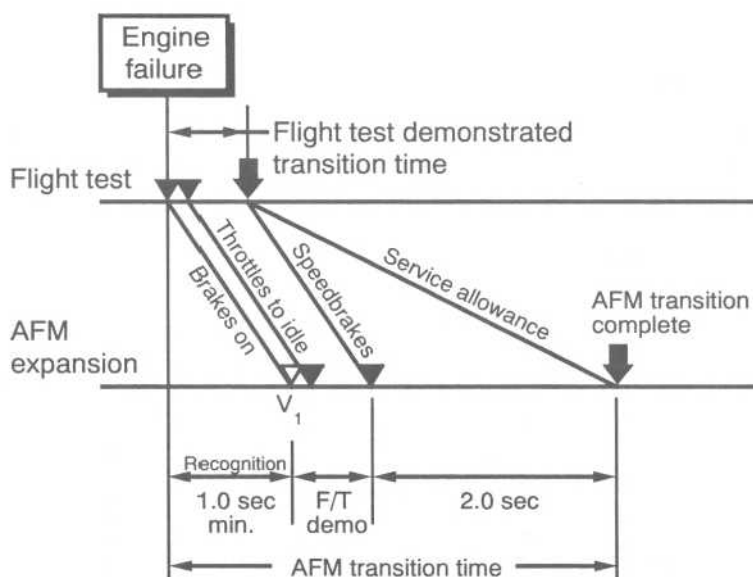 Engine
failure
Flight test demonstrated
transition time
Flight test
Brakes on
Throttles to idle
Speedbrakes
Service allowance
AFM transition
complete
AFM
expansion
V1
Recognition
1.0 sec
min.
F/T
demo
2.0 sec
AFM transition time